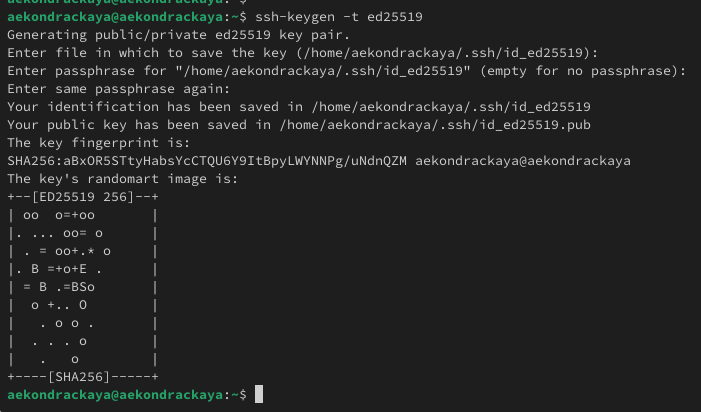 aekondrackaya@aekondrackaya:~$ ssh-keygen -t ed25519
Generating public/private ed25519 key pair.
Enter file in which to save the key (/home/aekondrackaya/.ssh/id_ed25519):
Enter passphrase for "/home/aekondrackaya/.ssh/id_ed25519" (empty for no passphrase):
Enter same passphrase again:
Your identification has been saved in /home/aekondrackaya/.ssh/id_ed25519
Your public key has been saved in /home/aekondrackaya/.ssh/id_ed25519.pub
The key fingerprint is:
SHA256:aBxOR5STtyHabsYcCTQU6Y9ItBpyLWYNNPg/uNdnQZM aekondrackaya@aekondrackaya
The key's randomart image is:
+--[ED25519 256]--+
| oo  o=+oo       |
|. ... oo= o      |
| . = oo+.* o     |
|. B =+o+E .      |
| = B .=BSo       |
|  o +.. O        |
|   . o o .       |
|  . . . o        |
|   .   o         |
+----[SHA256]-----+
aekondrackaya@aekondrackaya:~$